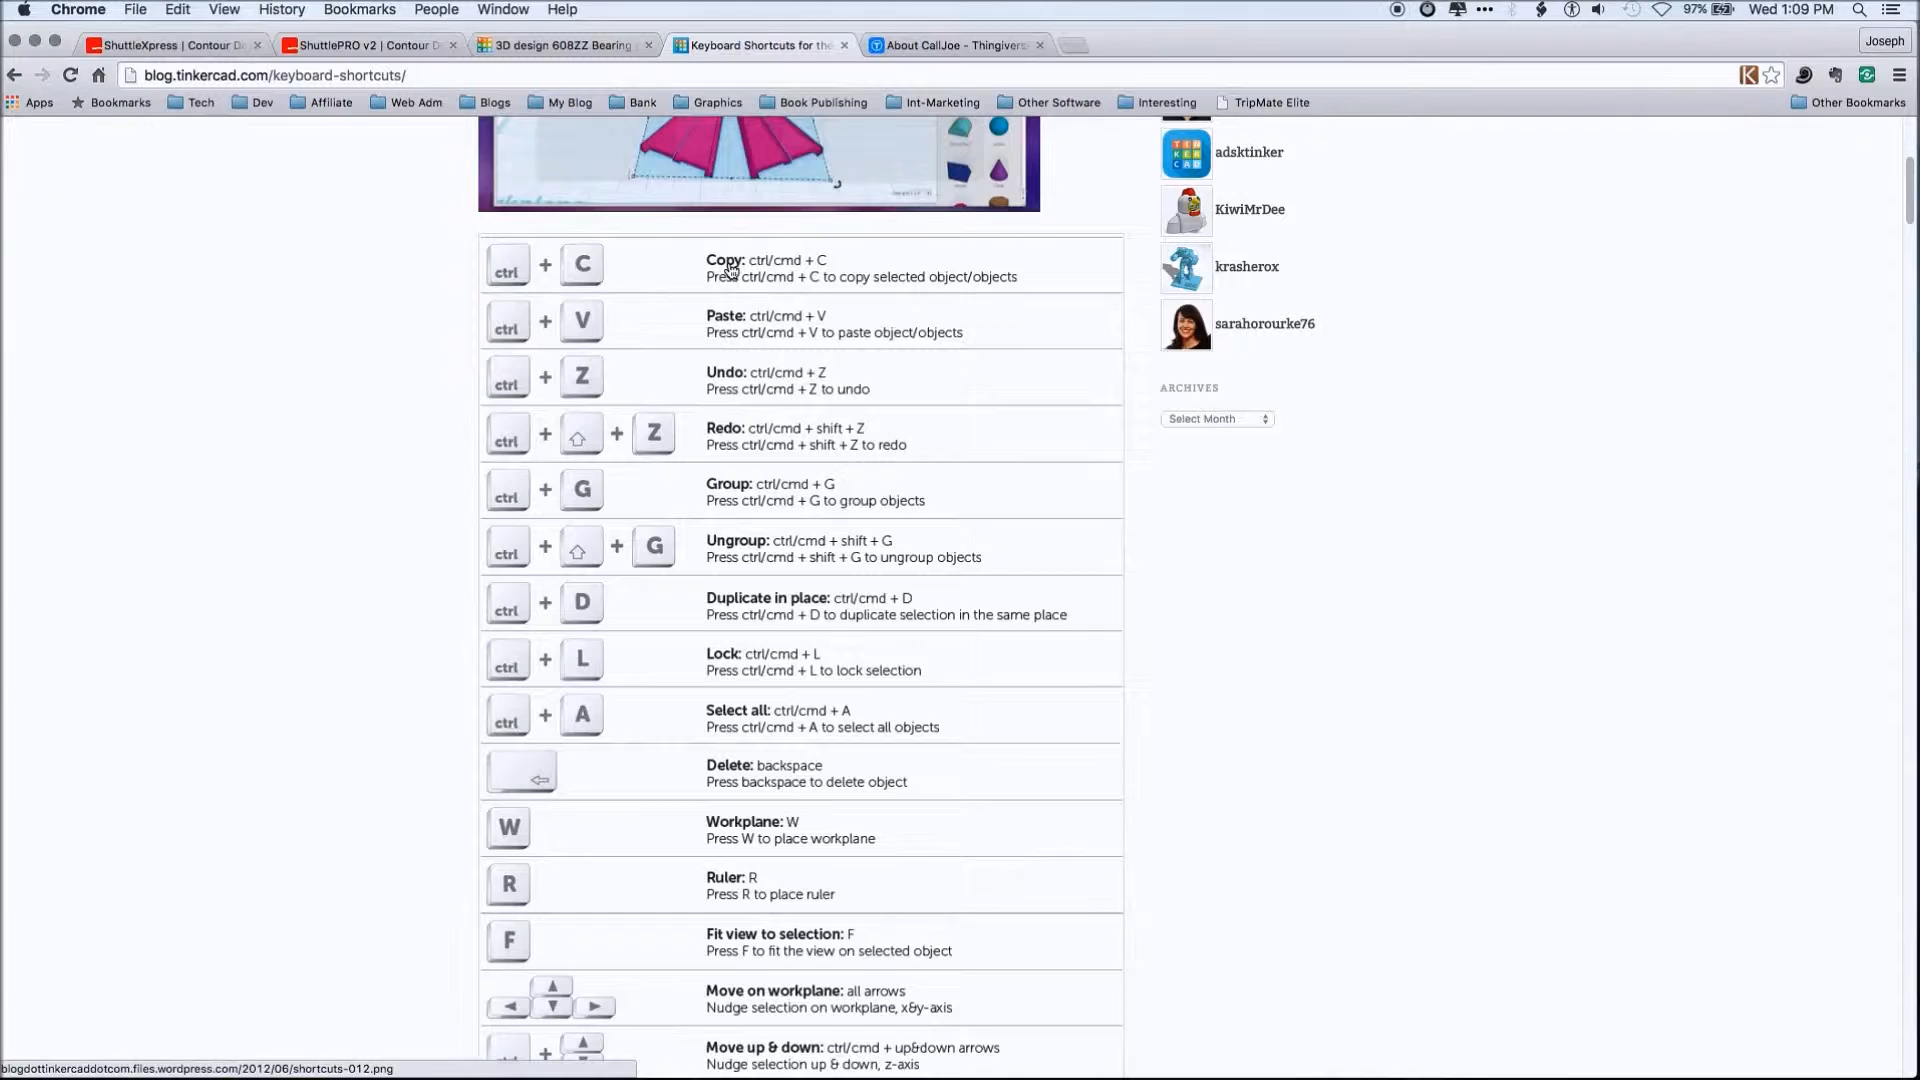 Chrome File Edit View History Bookmarks People Window Help 97% Wed 1:09 PM
ShuttleXpress | Contour De ShuttlePRO v2 | Contour D 3D design 608ZZ Bearing Keyboard Shortcuts for the About CallJoe - Thingivers Joseph
blog.tinkercad.com/keyboard-shortcuts/
Apps Bookmarks Tech Dev Affiliate Web Adm Blogs My Blog Bank Graphics Book Publishing Int-Marketing Other Software Interesting TripMate Elite Other Bookmarks
adsktinker
KiwiMrDee
krasherox
sarahorourke76
ARCHIVES
Select Month
ctrl + C Copy: ctrl/cmd + C
Press ctrl/cmd + C to copy selected object/objects
ctrl + V Paste: ctrl/cmd + V
Press ctrl/cmd + V to paste object/objects
ctrl + Z Undo: ctrl/cmd + Z
Press ctrl/cmd + Z to undo
ctrl + ⇧ + Z Redo: ctrl/cmd + shift + Z
Press ctrl/cmd + shift + Z to redo
ctrl + G Group: ctrl/cmd + G
Press ctrl/cmd + G to group objects
ctrl + ⇧ + G Ungroup: ctrl/cmd + shift + G
Press ctrl/cmd + shift + G to ungroup objects
ctrl + D Duplicate in place: ctrl/cmd + D
Press ctrl/cmd + D to duplicate selection in the same place
ctrl + L Lock: ctrl/cmd + L
Press ctrl/cmd + L to lock selection
ctrl + A Select all: ctrl/cmd + A
Press ctrl/cmd + A to select all objects
Delete: backspace
Press backspace to delete object
W Workplane: W
Press W to place workplane
R Ruler: R
Press R to place ruler
F Fit view to selection: F
Press F to fit the view on selected object
Move on workplane: all arrows
Nudge selection on workplane, x&y-axis
ctrl + Move up & down: ctrl/cmd + up&down arrows
Nudge selection up & down, z-axis
blogdottinkercaddotcom.files.wordpress.com/2012/06/shortcuts-012.png